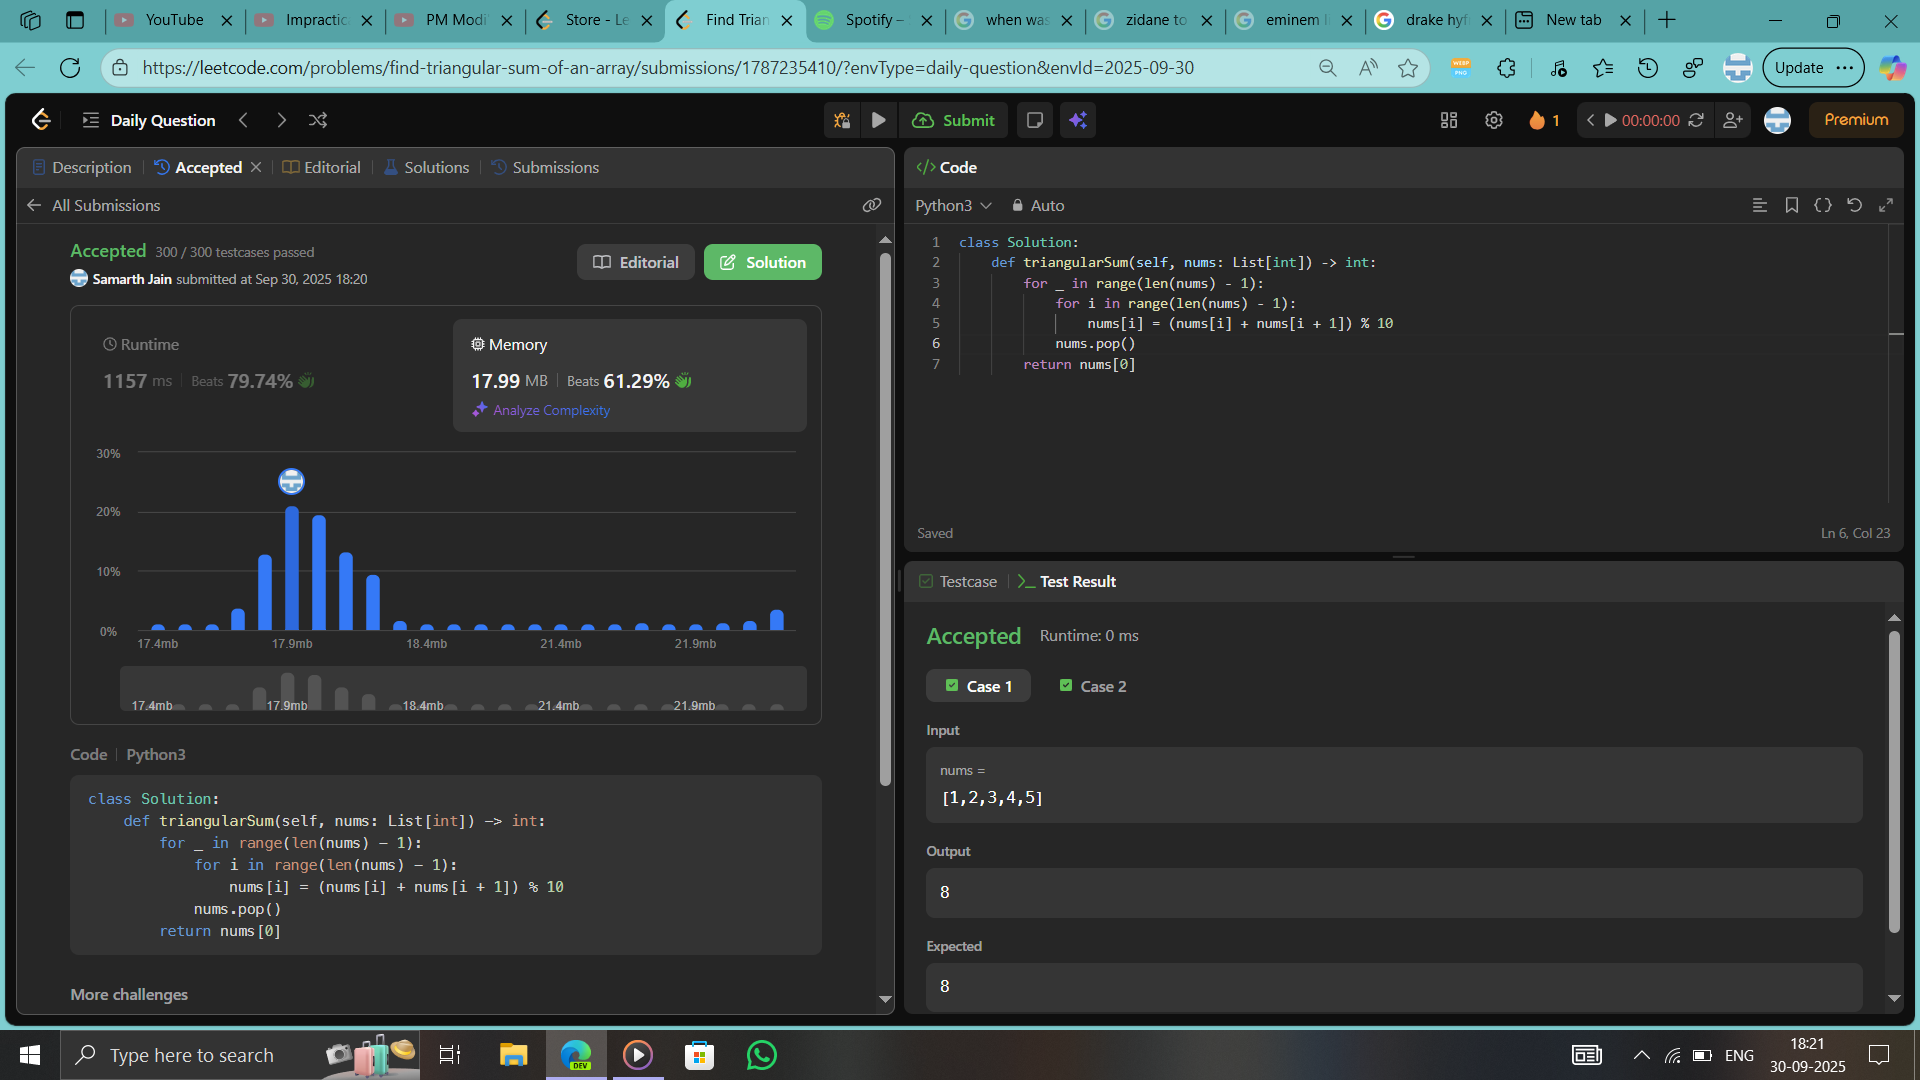 YouTube
Impractic
PM Modi
Store - Le
Find Trian
Spotify –
when was
zidane to
eminem l
drake hyf
New tab
https://leetcode.com/problems/find-triangular-sum-of-an-array/submissions/1787235410/?envType=daily-question&envId=2025-09-30
WEBP
PNG
Update
Daily Question
Submit
1
00:00:00
Premium
Description
Accepted
Editorial
Solutions
Submissions
All Submissions
Accepted 300 / 300 testcases passed
Samarth Jain submitted at Sep 30, 2025 18:20
Editorial
Solution
Runtime
1157 ms Beats 79.74%
Memory
17.99 MB Beats 61.29%
Analyze Complexity
30%
20%
10%
0%
17.4mb 17.9mb 18.4mb 21.4mb 21.9mb
17.4mb 17.9mb 18.4mb 21.4mb 21.9mb
Code Python3
class Solution:
    def triangularSum(self, nums: List[int]) -> int:
        for _ in range(len(nums) - 1):
            for i in range(len(nums) - 1):
                nums[i] = (nums[i] + nums[i + 1]) % 10
            nums.pop()
        return nums[0]
More challenges
</> Code
Python3 Auto
1 class Solution:
2     def triangularSum(self, nums: List[int]) -> int:
3         for _ in range(len(nums) - 1):
4             for i in range(len(nums) - 1):
5                 nums[i] = (nums[i] + nums[i + 1]) % 10
6             nums.pop()
7         return nums[0]
Saved
Ln 6, Col 23
Testcase
>_ Test Result
Accepted Runtime: 0 ms
Case 1
Case 2
Input
nums =
[1,2,3,4,5]
Output
8
Expected
8
Type here to search
DEV
ENG
18:21
30-09-2025